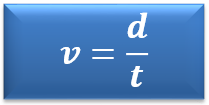 v = d/t